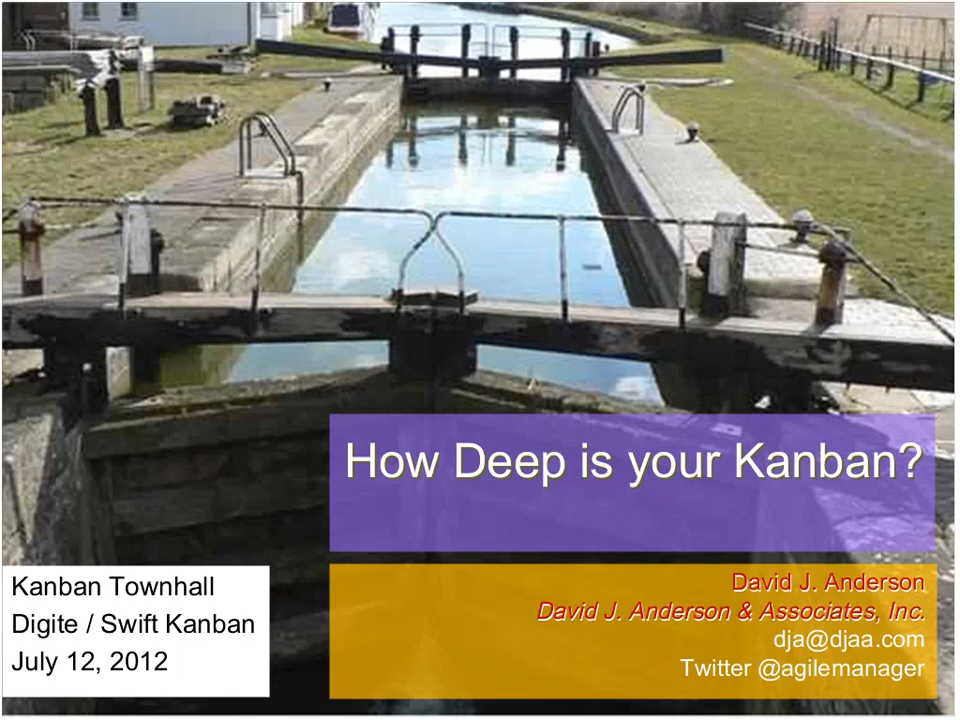 How Deep is your Kanban?
Kanban Townhall
Digite / Swift Kanban
July 12, 2012
David J. Anderson
David J. Anderson & Associates, Inc.
dja@djaa.com
Twitter @agilemanager